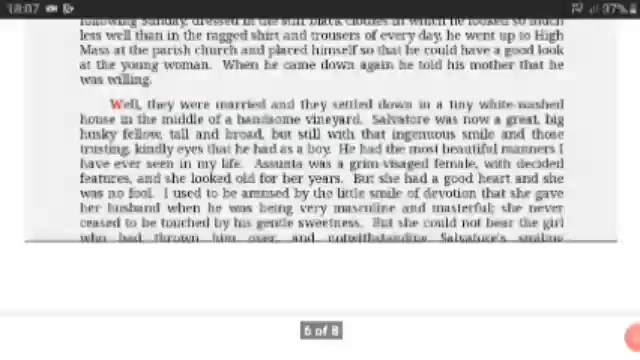 18:07
37%
following Sunday, dressed in the stiff black clothes in which he looked so much
less well than in the ragged shirt and trousers of every day, he went up to High
Mass at the parish church and placed himself so that he could have a good look
at the young woman. When he came down again he told his mother that he
was willing.
Well, they were married and they settled down in a tiny white-washed
house in the middle of a handsome vineyard. Salvatore was now a great, big
husky fellow, tall and broad, but still with that ingenuous smile and those
trusting, kindly eyes that he had as a boy. He had the most beautiful manners I
have ever seen in my life. Assunta was a grim-visaged female, with decided
features, and she looked old for her years. But she had a good heart and she
was no fool. I used to be amused by the little smile of devotion that she gave
her husband when he was being very masculine and masterful; she never
ceased to be touched by his gentle sweetness. But she could not bear the girl
who had thrown him over, and notwithstanding Salvatore's smiling
6 of 8